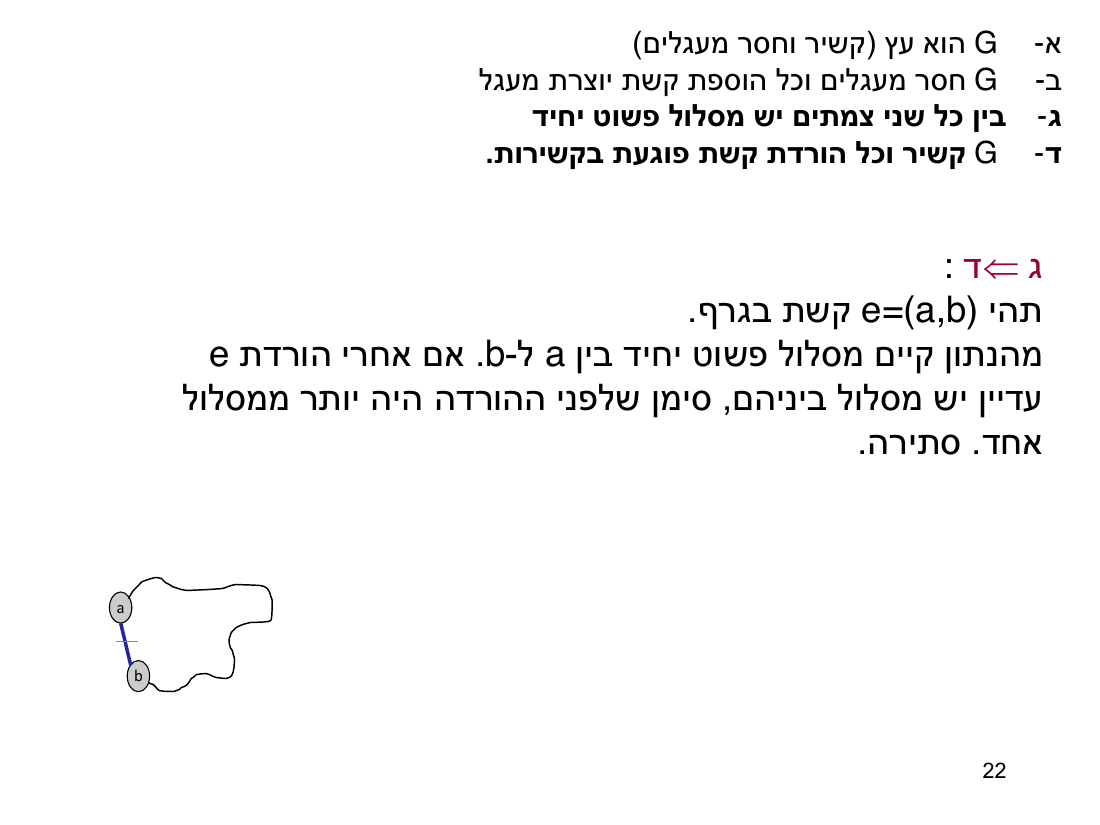 א- G הוא עץ (קשיר וחסר מעגלים)
ב- G חסר מעגלים וכל הוספת קשת יוצרת מעגל
ג- בין כל שני צמתים יש מסלול פשוט יחיד
ד- G קשיר וכל הורדת קשת פוגעת בקשירות.
ג ⇐ד :
תהי e=(a,b) קשת בגרף.
מהנתון קיים מסלול פשוט יחיד בין a ל-b. אם אחרי הורדת e
עדיין יש מסלול ביניהם, סימן שלפני ההורדה היה יותר ממסלול
אחד. סתירה.
a
b
22